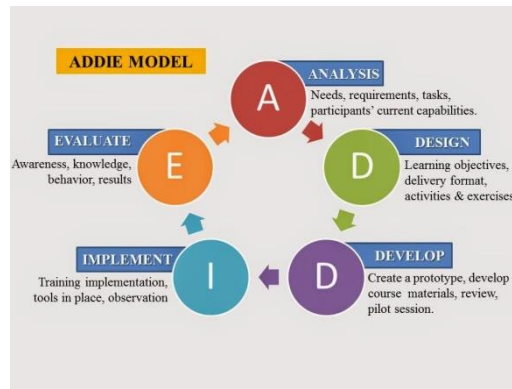 ADDIE MODEL
A
ANALYSIS
Needs, requirements, tasks,
participants' current capabilities.
D
DESIGN
Learning objectives,
delivery format,
activities & exercises
D
DEVELOP
Create a prototype, develop
course materials, review,
pilot session.
I
IMPLEMENT
Training implementation,
tools in place, observation
E
EVALUATE
Awareness, knowledge,
behavior, results